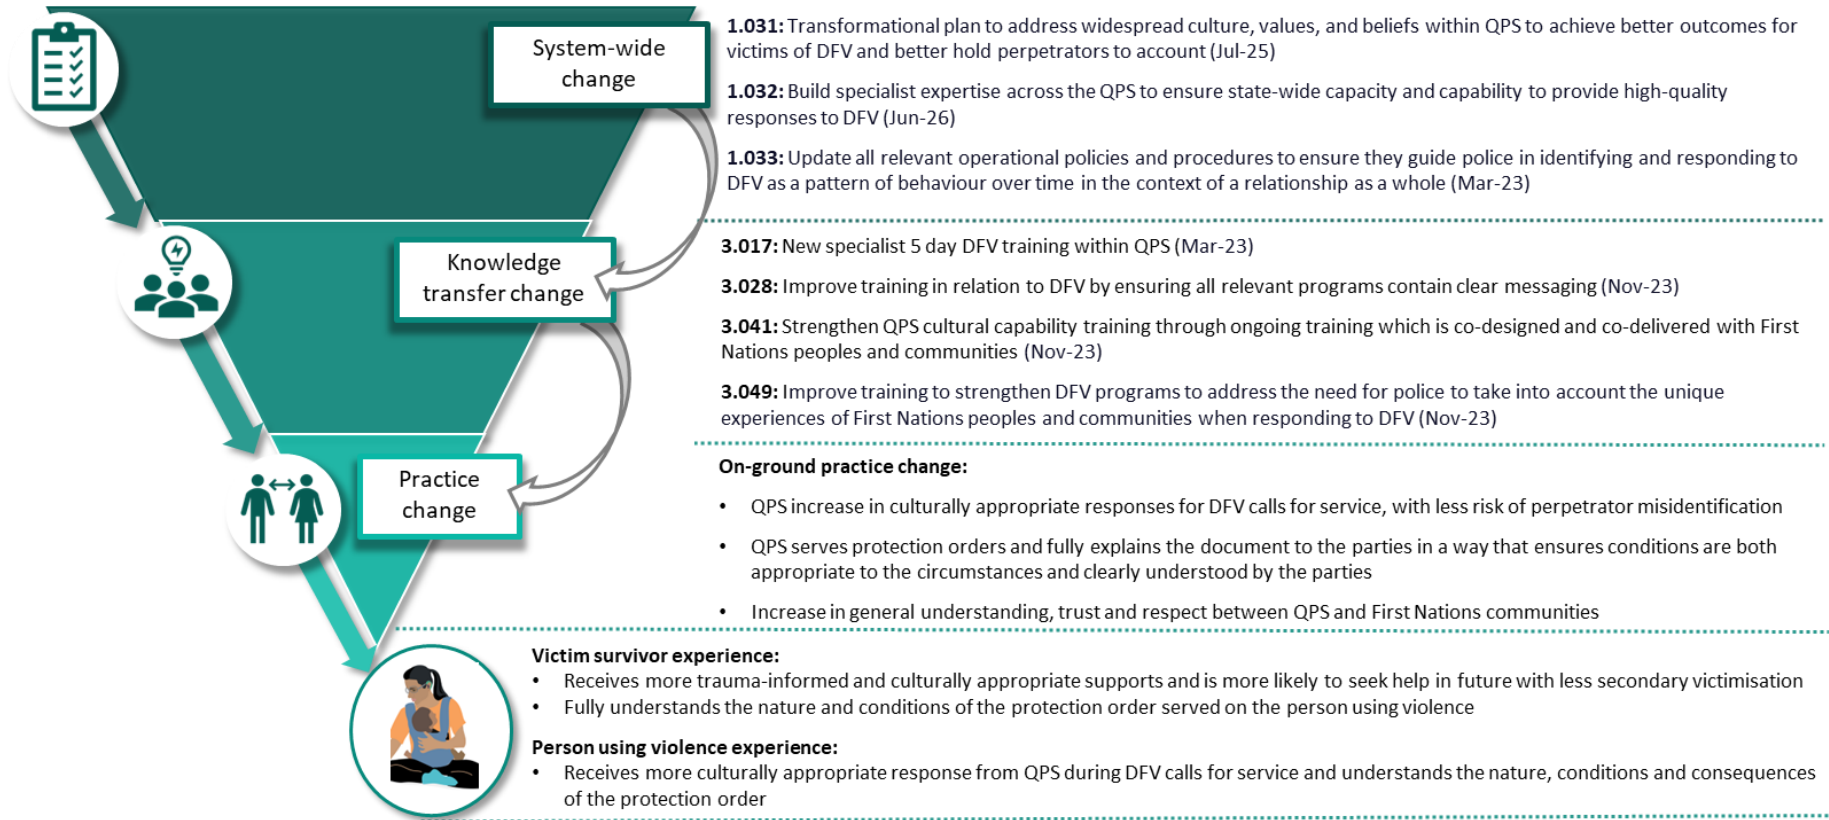 System-wide
change
1.031: Transformational plan to address widespread culture, values, and beliefs within QPS to achieve better outcomes for
victims of DFV and better hold perpetrators to account (Jul-25)
1.032: Build specialist expertise across the QPS to ensure state-wide capacity and capability to provide high-quality
responses to DFV (Jun-26)
1.033: Update all relevant operational policies and procedures to ensure they guide police in identifying and responding to
DFV as a pattern of behaviour over time in the context of a relationship as a whole (Mar-23)
Knowledge
transfer change
3.017: New specialist 5 day DFV training within QPS (Mar-23)
3.028: Improve training in relation to DFV by ensuring all relevant programs contain clear messaging (Nov-23)
3.041: Strengthen QPS cultural capability training through ongoing training which is co-designed and co-delivered with First
Nations peoples and communities (Nov-23)
3.049: Improve training to strengthen DFV programs to address the need for police to take into account the unique
experiences of First Nations peoples and communities when responding to DFV (Nov-23)
Practice
change
On-ground practice change:
• QPS increase in culturally appropriate responses for DFV calls for service, with less risk of perpetrator misidentification
• QPS serves protection orders and fully explains the document to the parties in a way that ensures conditions are both
appropriate to the circumstances and clearly understood by the parties
• Increase in general understanding, trust and respect between QPS and First Nations communities
Victim survivor experience:
• Receives more trauma-informed and culturally appropriate supports and is more likely to seek help in future with less secondary victimisation
• Fully understands the nature and conditions of the protection order served on the person using violence
Person using violence experience:
• Receives more culturally appropriate response from QPS during DFV calls for service and understands the nature, conditions and consequences
of the protection order